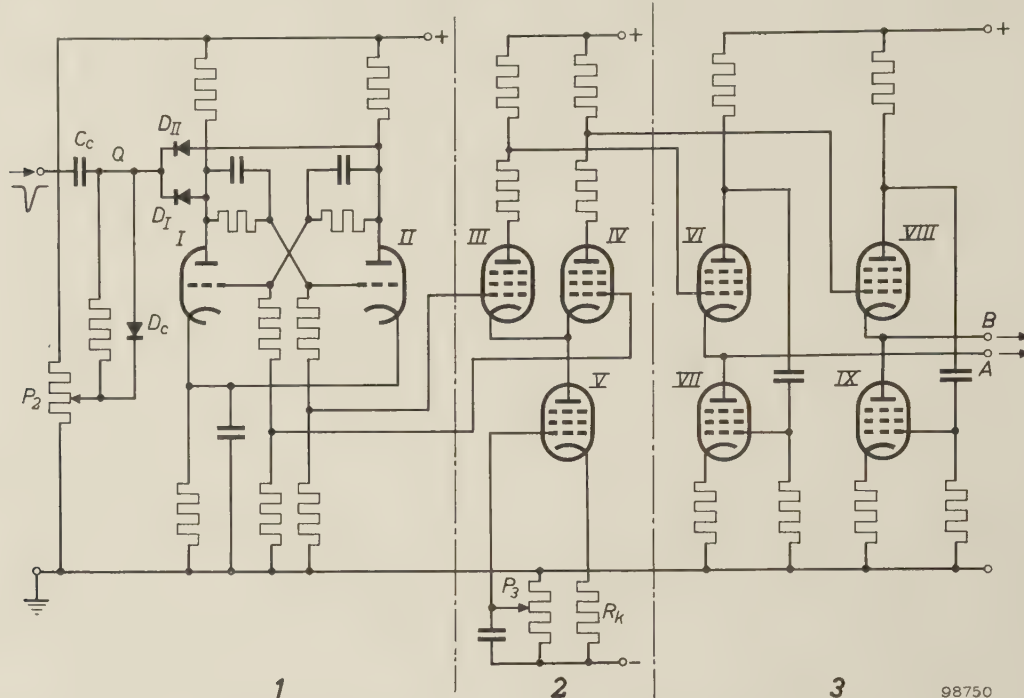 +
+
+
D_II
C_c
Q
D_I
I
II
III
IV
VI
VIII
D_c
B
A
P_2
V
VII
IX
P_3
R_k
−
1
2
3
98750